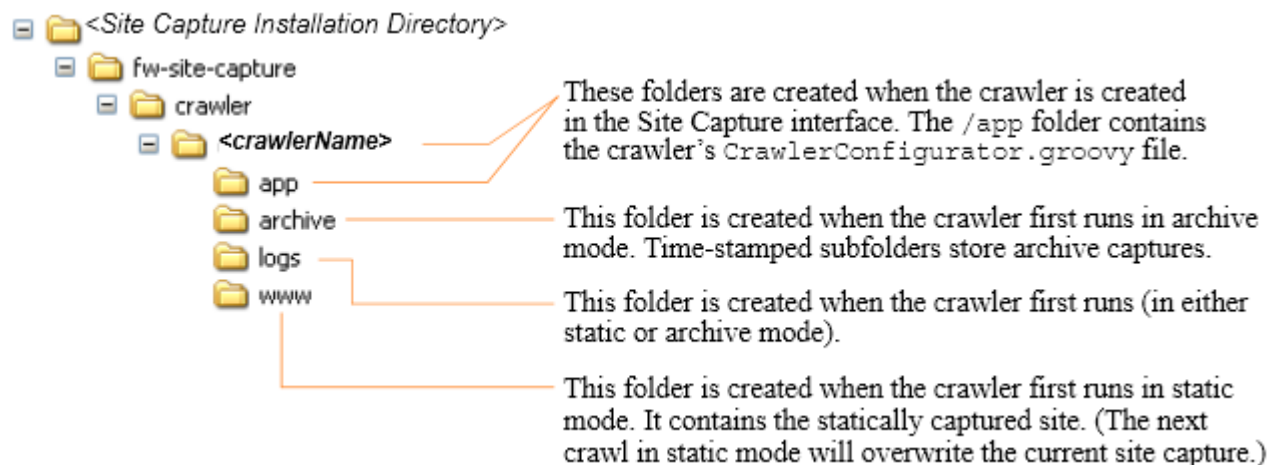 <Site Capture Installation Directory>
fw-site-capture
crawler
<crawlerName>
app
archive
logs
www
These folders are created when the crawler is created
in the Site Capture interface. The /app folder contains
the crawler's CrawlerConfigurator.groovy file.
This folder is created when the crawler first runs in archive
mode. Time-stamped subfolders store archive captures.
This folder is created when the crawler first runs (in either
static or archive mode).
This folder is created when the crawler first runs in static
mode. It contains the statically captured site. (The next
crawl in static mode will overwrite the current site capture.)